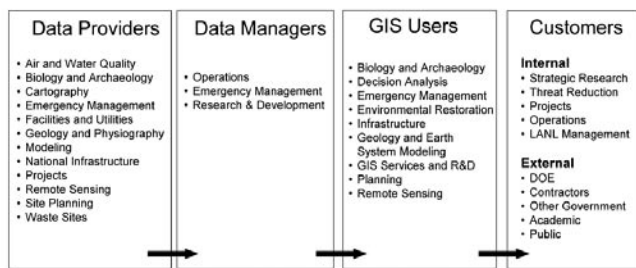 Data Providers
• Air and Water Quality
• Biology and Archaeology
• Cartography
• Emergency Management
• Facilities and Utilities
• Geology and Physiography
• Modeling
• National Infrastructure
• Projects
• Remote Sensing
• Site Planning
• Waste Sites
Data Managers
• Operations
• Emergency Management
• Research & Development
GIS Users
• Biology and Archaeology
• Decision Analysis
• Emergency Management
• Environmental Restoration
• Infrastructure
• Geology and Earth
System Modeling
• GIS Services and R&D
• Planning
• Remote Sensing
Customers
Internal
• Strategic Research
• Threat Reduction
• Projects
• Operations
• LANL Management
External
• DOE
• Contractors
• Other Government
• Academic
• Public